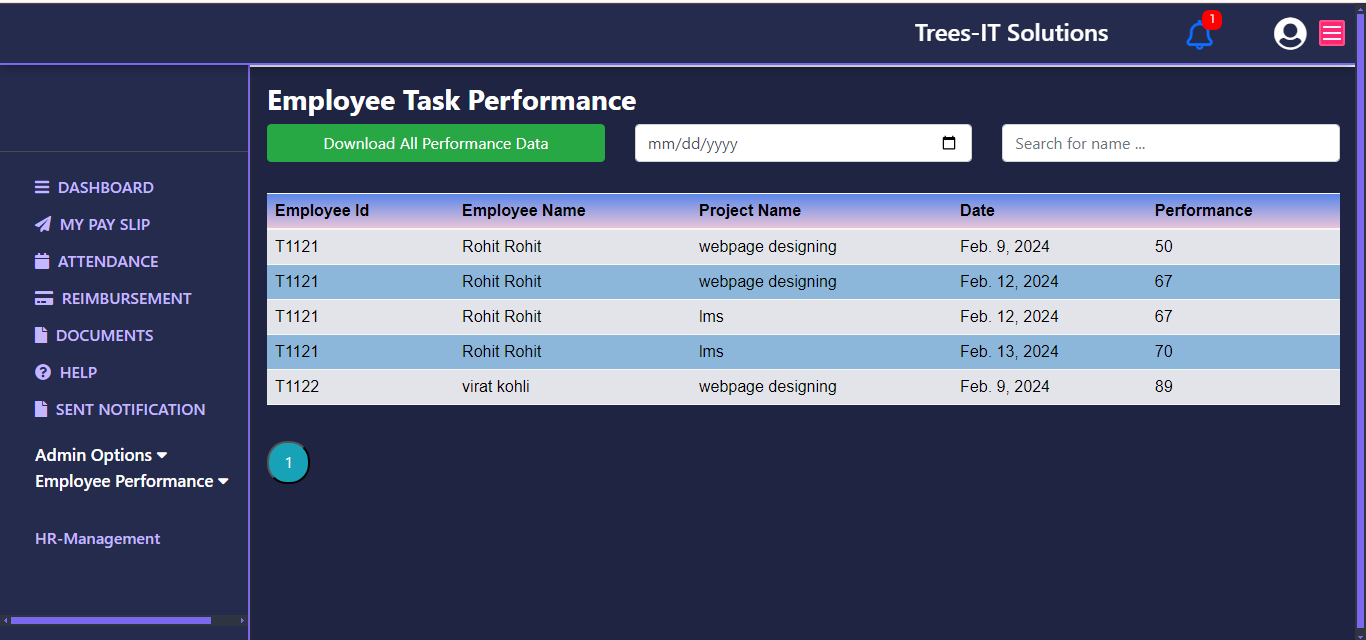 Trees-IT Solutions
1
Employee Task Performance
Download All Performance Data
mm/dd/yyyy
Search for name ...
DASHBOARD
MY PAY SLIP
ATTENDANCE
REIMBURSEMENT
DOCUMENTS
HELP
SENT NOTIFICATION
Admin Options
Employee Performance
HR-Management
Employee Id Employee Name Project Name Date Performance
T1121 Rohit Rohit webpage designing Feb. 9, 2024 50
T1121 Rohit Rohit webpage designing Feb. 12, 2024 67
T1121 Rohit Rohit lms Feb. 12, 2024 67
T1121 Rohit Rohit lms Feb. 13, 2024 70
T1122 virat kohli webpage designing Feb. 9, 2024 89
1